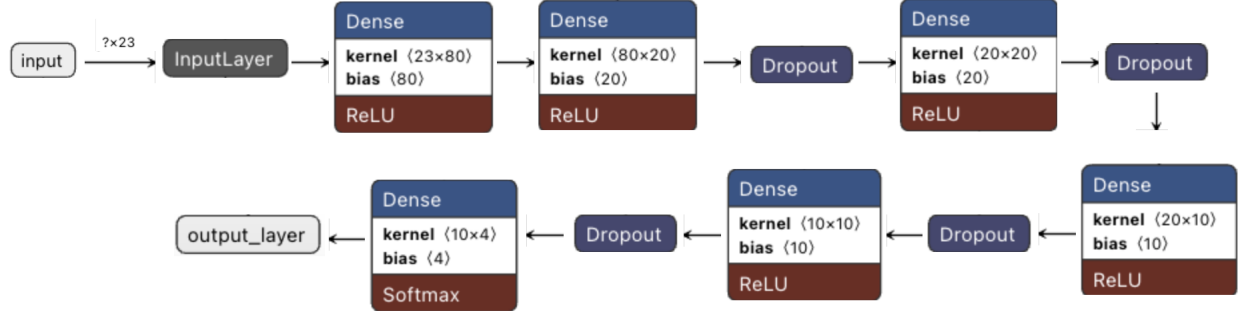 input
?×23
InputLayer
Dense
kernel ⟨23×80⟩
bias ⟨80⟩
ReLU
Dense
kernel ⟨80×20⟩
bias ⟨20⟩
ReLU
Dropout
Dense
kernel ⟨20×20⟩
bias ⟨20⟩
ReLU
Dropout
Dense
kernel ⟨20×10⟩
bias ⟨10⟩
ReLU
Dropout
Dense
kernel ⟨10×10⟩
bias ⟨10⟩
ReLU
Dropout
Dense
kernel ⟨10×4⟩
bias ⟨4⟩
Softmax
output_layer